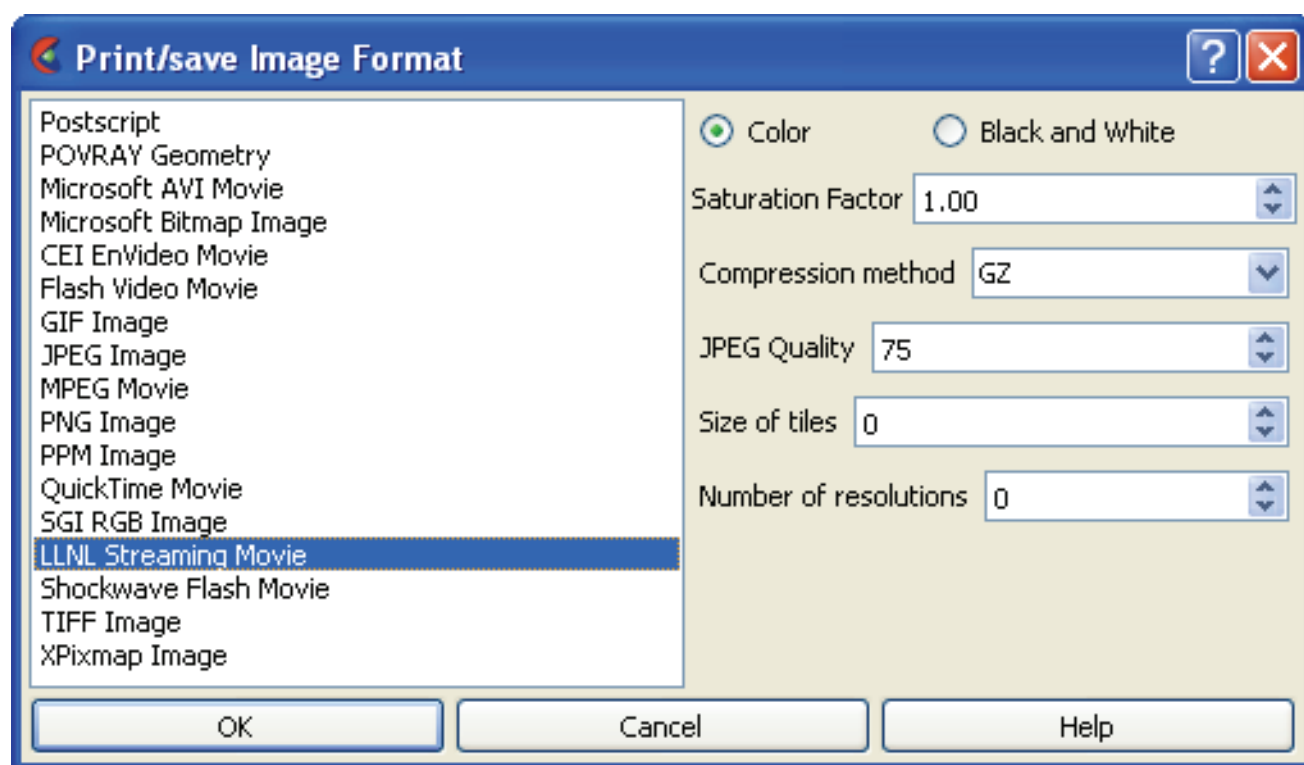 Print/save Image Format
?
Postscript
POVRAY Geometry
Microsoft AVI Movie
Microsoft Bitmap Image
CEI EnVideo Movie
Flash Video Movie
GIF Image
JPEG Image
MPEG Movie
PNG Image
PPM Image
QuickTime Movie
SGI RGB Image
LLNL Streaming Movie
Shockwave Flash Movie
TIFF Image
XPixmap Image
Color Black and White
Saturation Factor 1.00
Compression method GZ
JPEG Quality 75
Size of tiles 0
Number of resolutions 0
OK Cancel Help